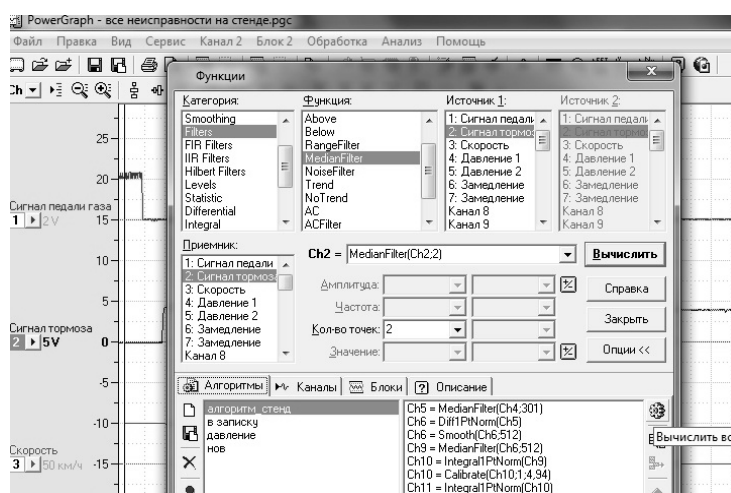 PowerGraph - все неисправности на стенде.pgc
Файл Правка Вид Сервис Канал 2 Блок 2 Обработка Анализ Помощь
Функции
Категория:
Smoothing
Filters
FIR Filters
IIR Filters
Hilbert Filters
Levels
Statistic
Differential
Integral
Функция:
Above
Below
RangeFilter
MedianFilter
NoiseFilter
Trend
NoTrend
AC
ACFilter
Источник 1:
1: Сигнал педаль
2: Сигнал тормоз
3: Скорость
4: Давление 1
5: Давление 2
6: Замедление
7: Замедление
Канал 8
Канал 9
Источник 2:
1: Сигнал педаль
2: Сигнал тормо
3: Скорость
4: Давление 1
5: Давление 2
6: Замедление
7: Замедление
Канал 8
Канал 9
Приемник:
1: Сигнал педали
2: Сигнал тормоза
3: Скорость
4: Давление 1
5: Давление 2
6: Замедление
7: Замедление
Канал 8
Ch2 = MedianFilter(Ch2;2)
Вычислить
Амплитуда:
Справка
Частота:
Закрыть
Кол-во точек: 2
Значение:
Опции <<
Алгоритмы Каналы Блоки Описание
алгоритм_стенд
в записку
давление
нов
Ch5 = MedianFilter(Ch4;301)
Ch6 = Diff1PtNorm(Ch5)
Ch6 = Smooth(Ch6;512)
Ch9 = MedianFilter(Ch6;512)
Ch10 = Integral1PtNorm(Ch9)
Ch10 = Calibrate(Ch10;1;4,94)
Ch11 = Integral1PtNorm(Ch10)
Вычислить вс
25
20
Сигнал педали газа
1 2V 15
10
5
Сигнал тормоза
2 5V 0
-5
-10
Скорость
3 50 км/ч -15